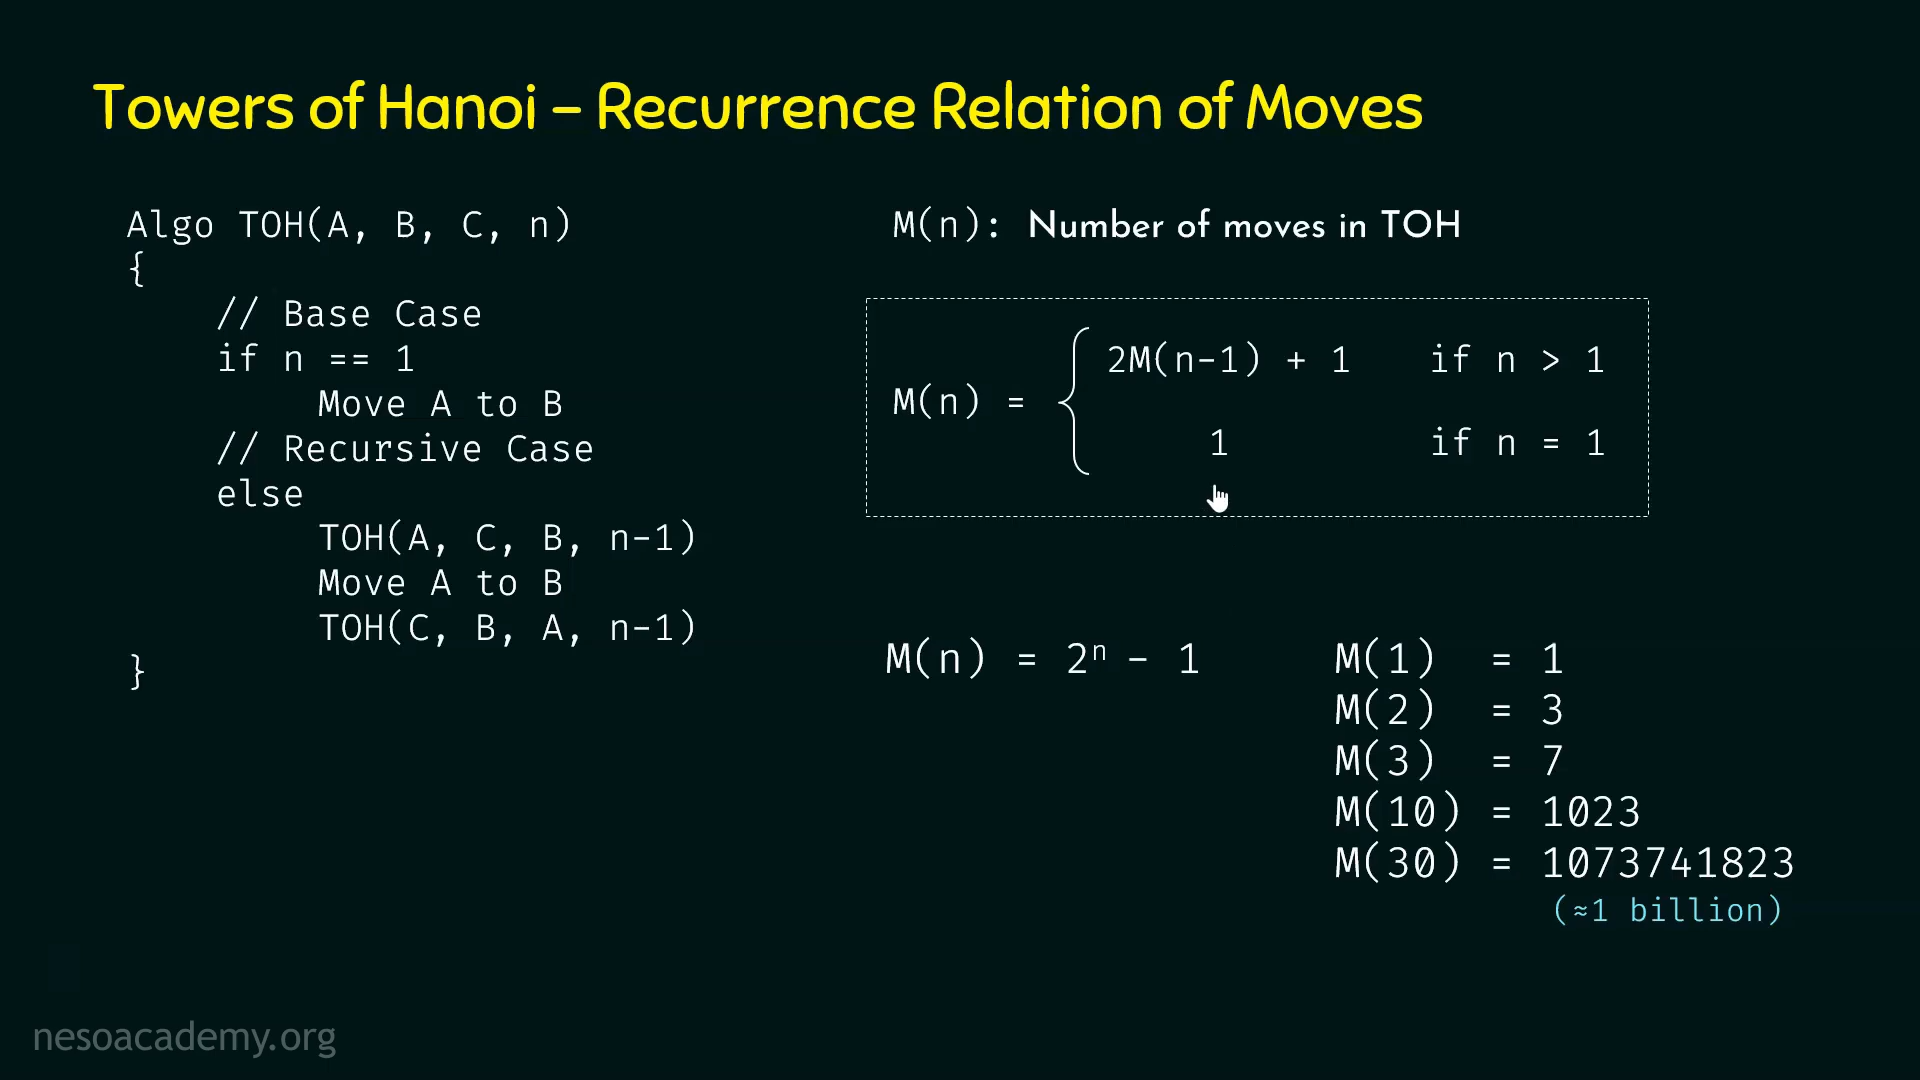 Towers of Hanoi – Recurrence Relation of Moves
Algo TOH(A, B, C, n)
{
// Base Case
if n == 1
Move A to B
// Recursive Case
else
TOH(A, C, B, n-1)
Move A to B
TOH(C, B, A, n-1)
}
M(n): Number of moves in TOH
M(n) = { 2M(n-1) + 1 if n > 1
1 if n = 1
M(n) = 2ⁿ – 1
M(1) = 1
M(2) = 3
M(3) = 7
M(10) = 1023
M(30) = 1073741823
(≈1 billion)
nesoacademy.org